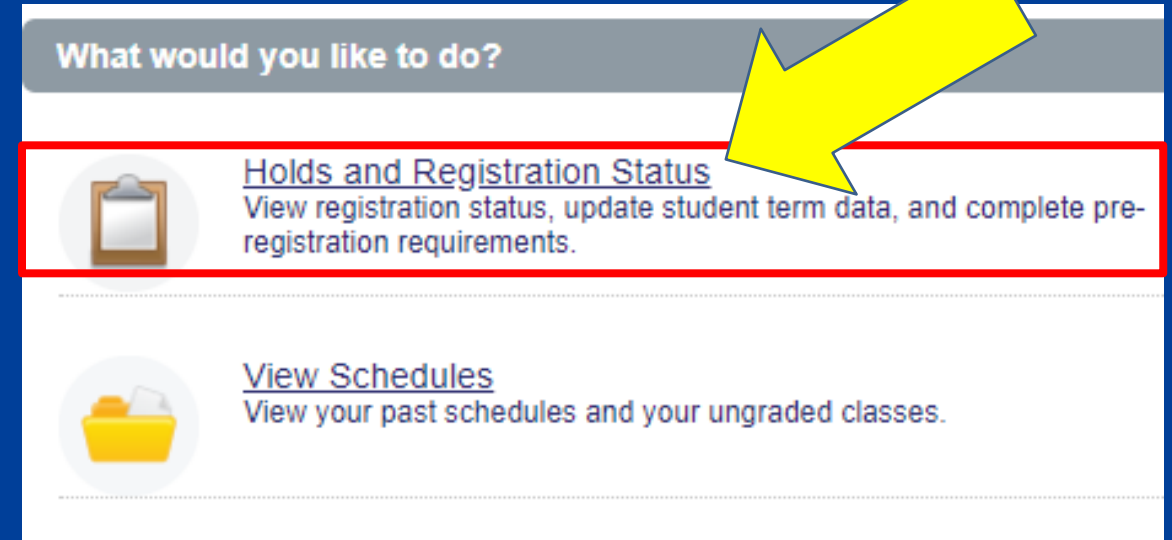 What would you like to do?
Holds and Registration Status
View registration status, update student term data, and complete pre-
registration requirements.
View Schedules
View your past schedules and your ungraded classes.